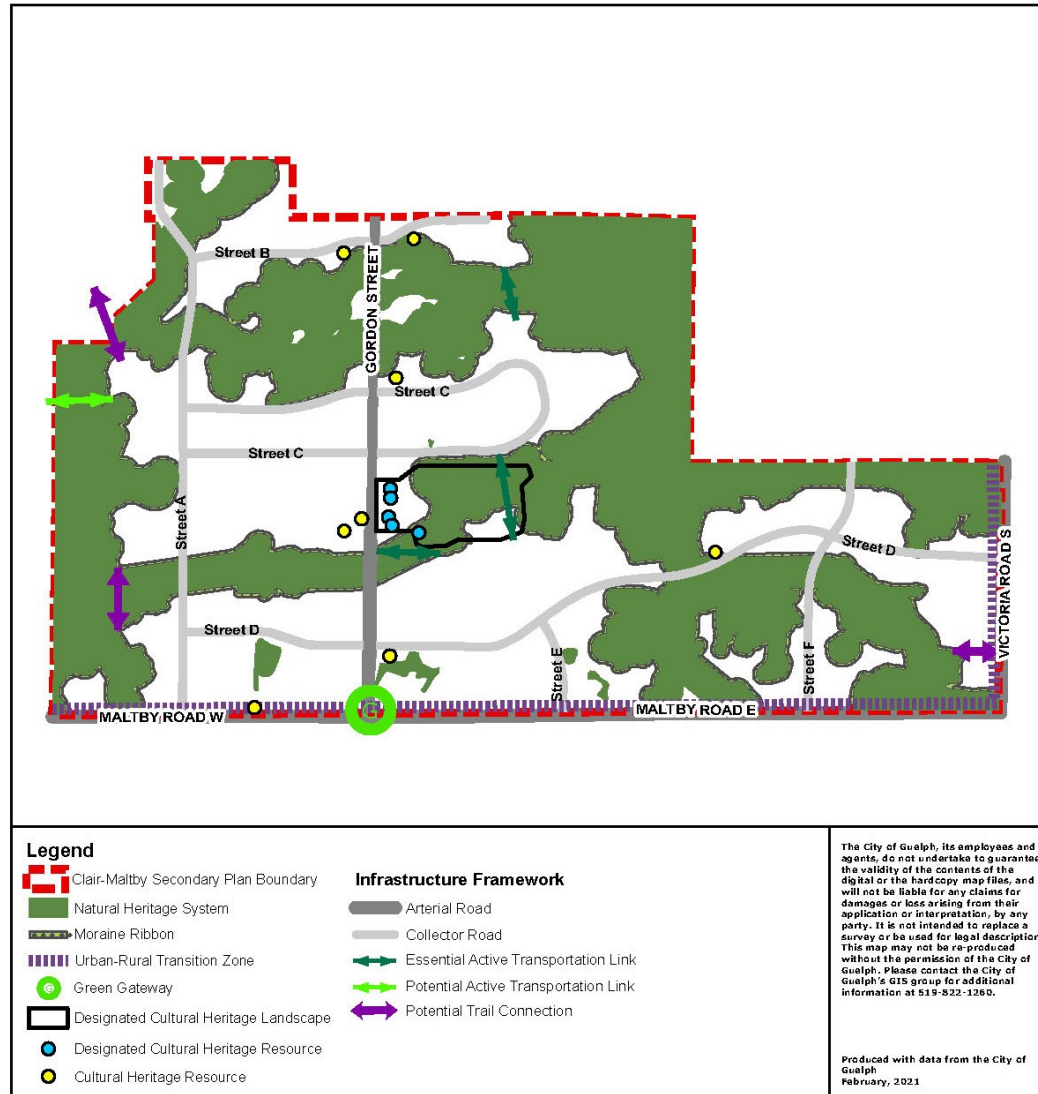 Street B
GORDON STREET
Street C
Street C
Street A
Street D
VICTORIA ROAD S
Street D
Street E
Street F
G
MALTBY ROAD W
MALTBY ROAD E
Legend
Clair-Maltby Secondary Plan Boundary
Natural Heritage System
Moraine Ribbon
Urban-Rural Transition Zone
G
Green Gateway
Designated Cultural Heritage Landscape
Designated Cultural Heritage Resource
Cultural Heritage Resource
Infrastructure Framework
Arterial Road
Collector Road
Essential Active Transportation Link
Potential Active Transportation Link
Potential Trail Connection
The City of Guelph, its employees and
agents, do not undertake to guarantee
the validity of the contents of the
digital or the hardcopy map files, and
will not be liable for any claims for
damages or loss arising from their
application or interpretation, by any
party. It is not intended to replace a
survey or be used for legal description.
This map may not be re-produced
without the permission of the City of
Guelph. Please contact the City of
Guelph's GIS group for additional
information at 519-822-1260.
Produced with data from the City of
Guelph
February, 2021